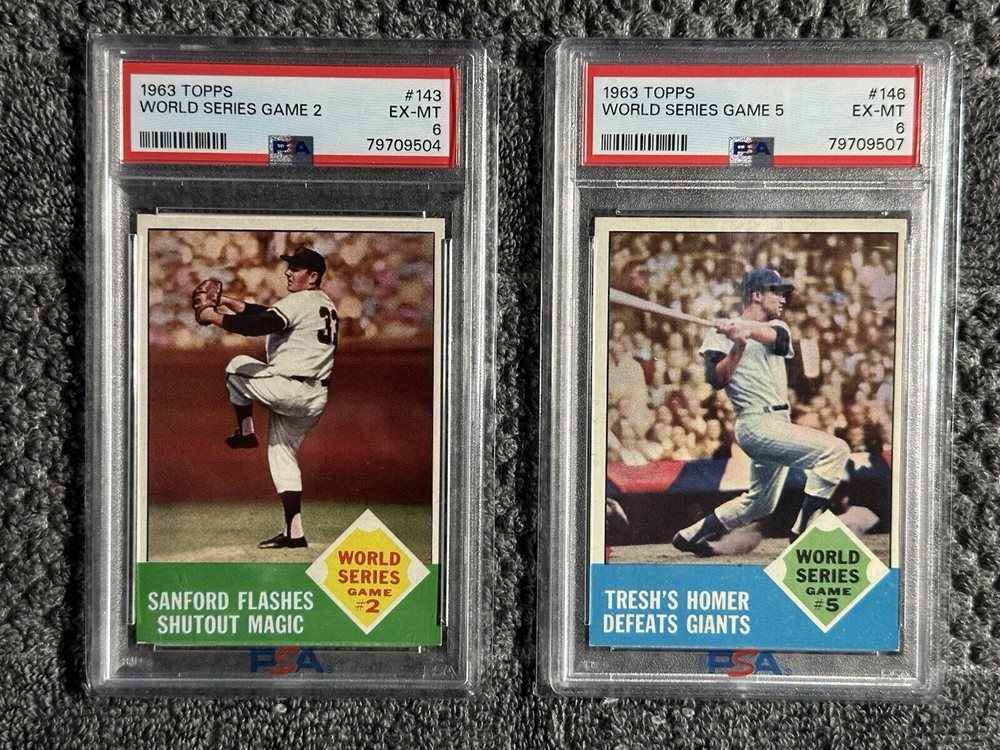 1963 TOPPS #143
WORLD SERIES GAME 2 EX-MT
6
PSA 79709504
37
WORLD
SERIES
GAME
#2
SANFORD FLASHES
SHUTOUT MAGIC
PSA
1963 TOPPS #146
WORLD SERIES GAME 5 EX-MT
6
PSA 79709507
WORLD
SERIES
GAME
#5
TRESH'S HOMER
DEFEATS GIANTS
PSA